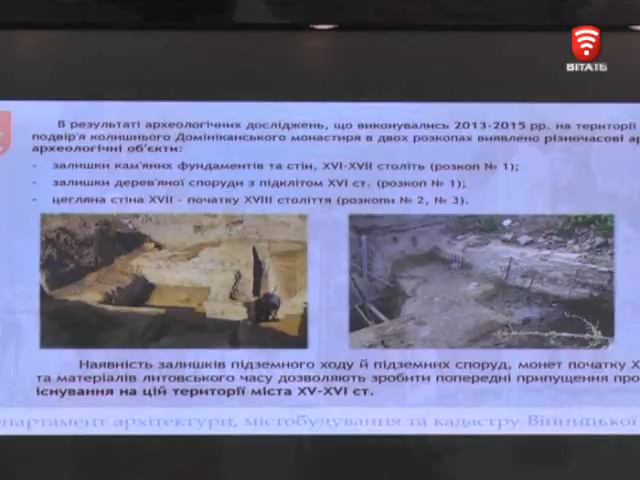 ВІТАТБ
В результаті археологічних досліджень, що виконувались 2013-2015 рр. на території
подвір'я колишнього Домініканського монастиря в двох розкопах виявлено різночасові
археологічні об'єкти:
- залишки кам'яних фундаментів та стін, XVI-XVII століть (розкоп № 1);
- залишки дерев'яної споруди з підклітом XVI ст. (розкоп № 1);
- цегляна стіна XVII - початку XVIII століття (розкопи № 2, № 3).
Наявність залишків підземного ходу й підземних споруд, монет початку
та матеріалів литовського часу дозволяють зробити попередні припущення про
існування на цій території міста XV-XVI ст.
партамент архітектури, містобудування та кадастру Вінницької